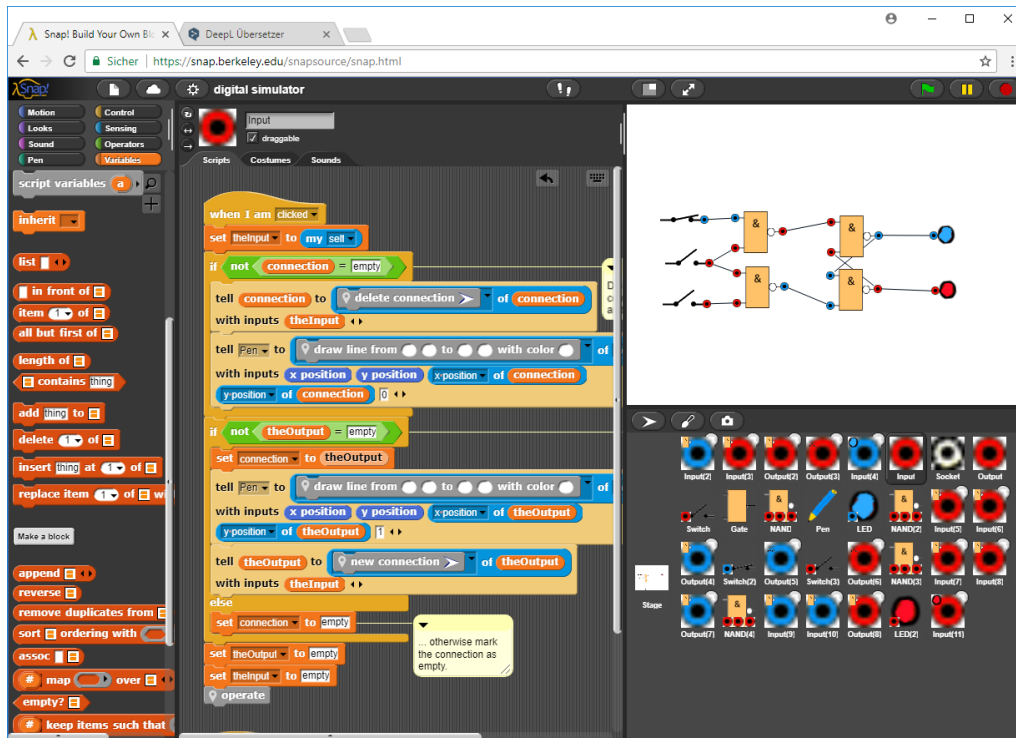 Snap! Build Your Own Blo
DeepL Übersetzer
Sicher | https://snap.berkeley.edu/snapsource/snap.html
λSnap!
digital simulator
Motion Control
Looks Sensing
Sound Operators
Pen Variables
script variables a
inherit
list
in front of
item 1 of
all but first of
length of
contains thing
add thing to
delete 1 of
insert thing at 1 of
replace item 1 of wi
Make a block
append
reverse
remove duplicates from
sort ordering with
assoc
# map over
empty?
# keep items such that
Input
draggable
Scripts Costumes Sounds
when I am clicked
set theInput to my self
if not connection = empty
tell connection to delete connection of connection
with inputs theInput
tell Pen to draw line from to with color of
with inputs x position y position x-position of connection
y-position of connection 0
if not theOutput = empty
set connection to theOutput
tell Pen to draw line from to with color of
with inputs x position y position x-position of theOutput
y-position of theOutput 1
tell theOutput to new connection of theOutput
with inputs theInput
else
set connection to empty
... otherwise mark
the connection as
empty.
set theOutput to empty
set theInput to empty
operate
& &
& &
Input(2) Input(3) Output(2) Output(3) Input(4) Input Socket Output
Switch Gate NAND Pen LED NAND(2) Input(5) Input(6)
Output(4) Switch(2) Output(5) Switch(3) Output(6) NAND(3) Input(7) Input(8)
Stage
Output(7) NAND(4) Input(9) Input(10) Output(8) LED(2) Input(11)